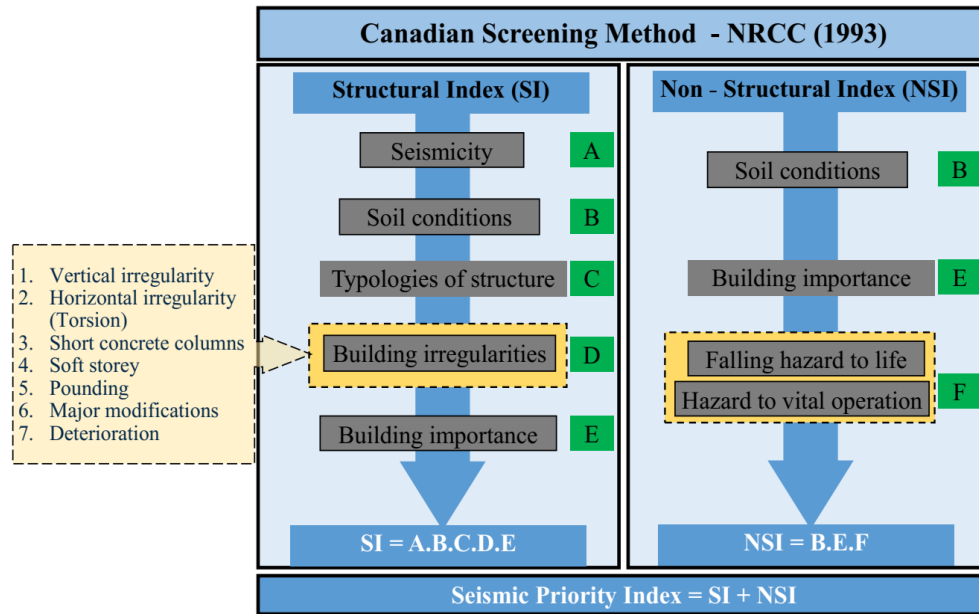 Canadian Screening Method - NRCC (1993)
Structural Index (SI)
Seismicity
A
Soil conditions
B
Typologies of structure
C
Building irregularities
D
Building importance
E
SI = A.B.C.D.E
1. Vertical irregularity
2. Horizontal irregularity
(Torsion)
3. Short concrete columns
4. Soft storey
5. Pounding
6. Major modifications
7. Deterioration
Non - Structural Index (NSI)
Soil conditions
B
Building importance
E
Falling hazard to life
Hazard to vital operation
F
NSI = B.E.F
Seismic Priority Index = SI + NSI